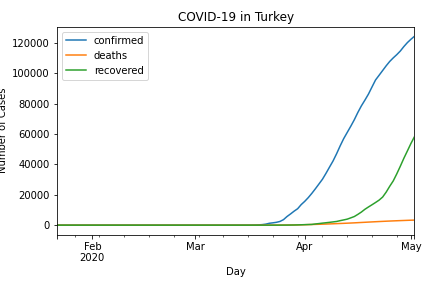 COVID-19 in Turkey
confirmed
deaths
recovered
120000
100000
80000
60000
40000
20000
0
Number of Cases
Feb
2020
Mar
Apr
May
Day